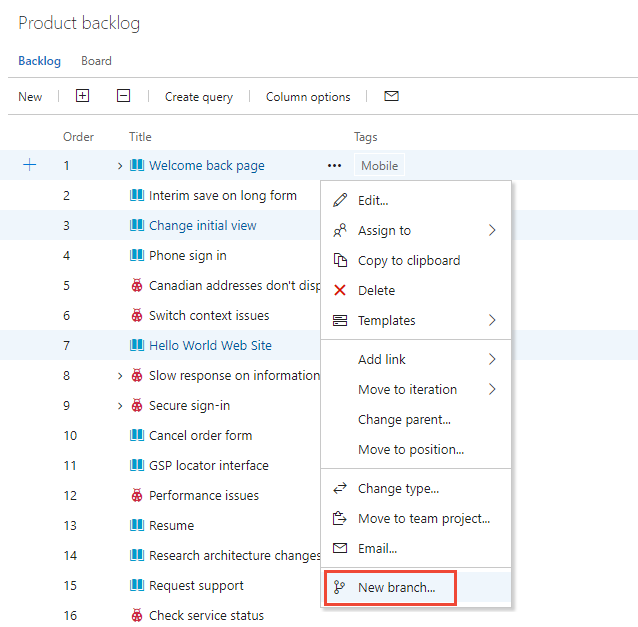 Product backlog
Backlog Board
New Create query Column options
Order Title Tags
1 Welcome back page ••• Mobile
2 Interim save on long form
3 Change initial view
4 Phone sign in
5 Canadian addresses don't disp
6 Switch context issues
7 Hello World Web Site
8 Slow response on information
9 Secure sign-in
10 Cancel order form
11 GSP locator interface
12 Performance issues
13 Resume
14 Research architecture changes
15 Request support
16 Check service status
Edit...
Assign to
Copy to clipboard
Delete
Templates
Add link
Move to iteration
Change parent...
Move to position...
Change type...
Move to team project...
Email...
New branch...